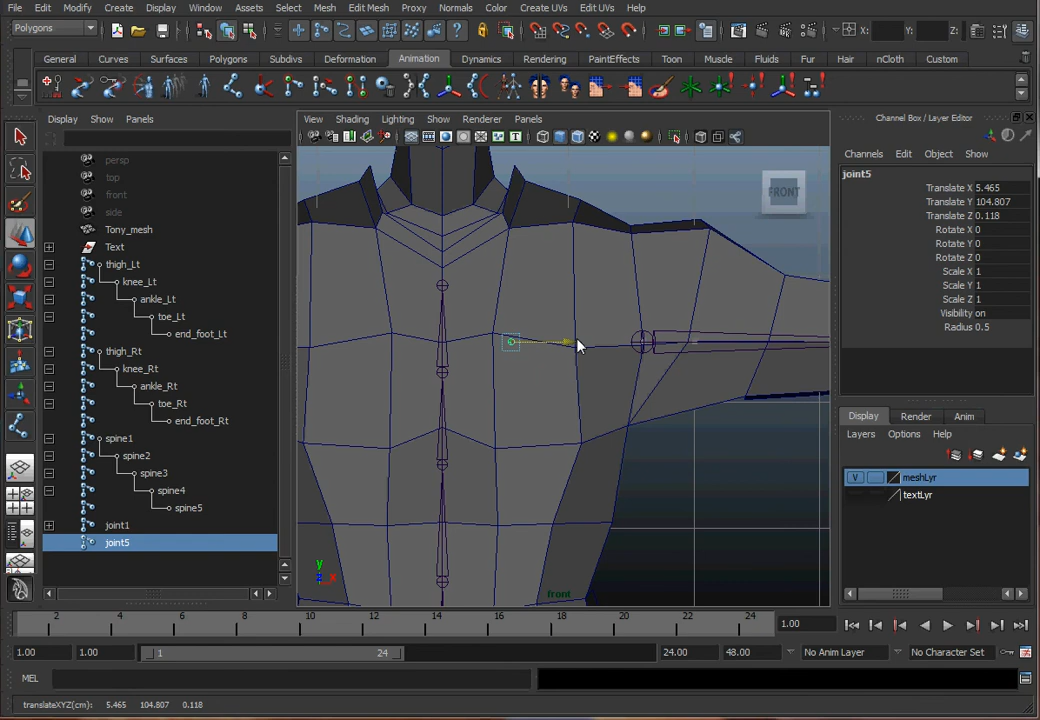 File Edit Modify Create Display Window Assets Select Mesh Edit Mesh Proxy Normals Color Create UVs Edit UVs Help
Polygons X: Y: Z:
General Curves Surfaces Polygons Subdivs Deformation Animation Dynamics Rendering PaintEffects Toon Muscle Fluids Fur Hair nCloth Custom
Display Show Panels
View Shading Lighting Show Renderer Panels
Channel Box / Layer Editor
Channels Edit Object Show
persp
top
front
side
Tony_mesh
Text
thigh_Lt
knee_Lt
ankle_Lt
toe_Lt
end_foot_Lt
thigh_Rt
knee_Rt
ankle_Rt
toe_Rt
end_foot_Rt
spine1
spine2
spine3
spine4
spine5
joint1
joint5
FRONT
y
z x
front
joint5
Translate X 5.465
Translate Y 104.807
Translate Z 0.118
Rotate X 0
Rotate Y 0
Rotate Z 0
Scale X 1
Scale Y 1
Scale Z 1
Visibility on
Radius 0.5
Display Render Anim
Layers Options Help
V meshLyr
textLyr
2 4 6 8 10 12 14 16 18 20 22 24 1.00
1.00 1.00 1 24 24.00 48.00 No Anim Layer No Character Set
MEL
translateXYZ(cm): 5.465 104.807 0.118